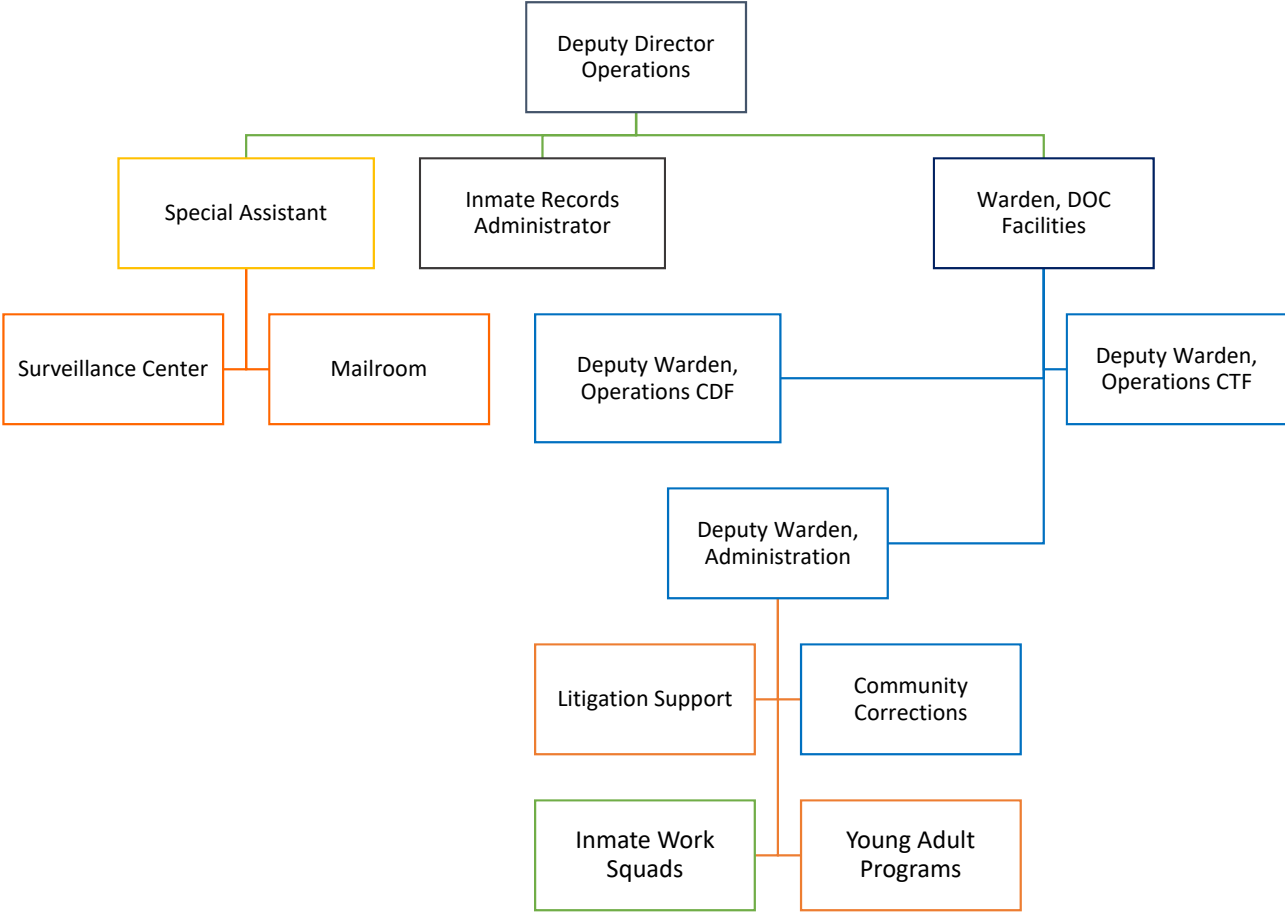 Deputy Director
Operations
Special Assistant
Inmate Records
Administrator
Warden, DOC
Facilities
Surveillance Center
Mailroom
Deputy Warden,
Operations CDF
Deputy Warden,
Operations CTF
Deputy Warden,
Administration
Litigation Support
Community
Corrections
Inmate Work
Squads
Young Adult
Programs